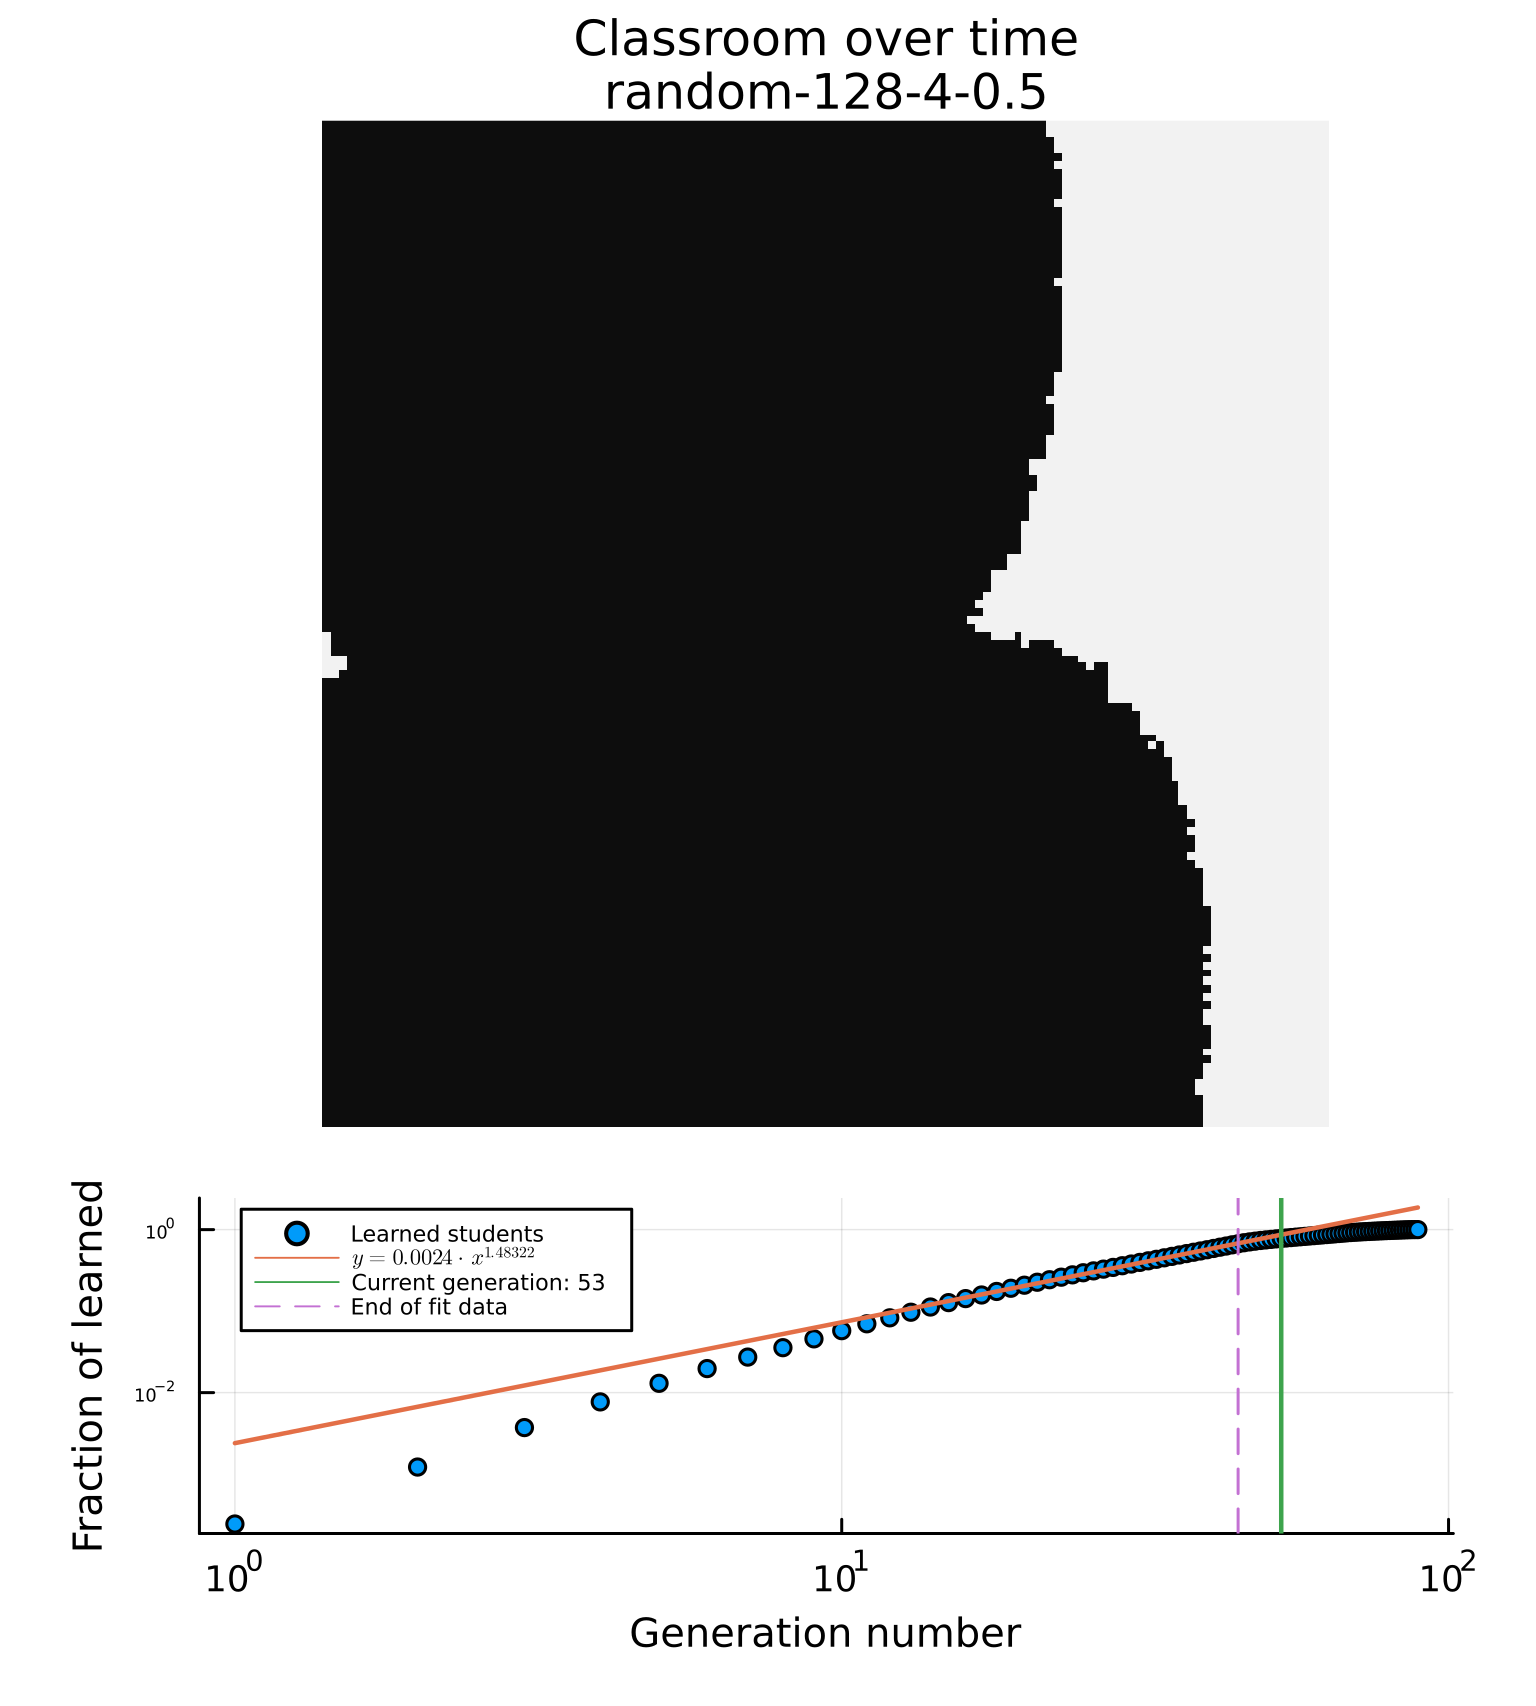 Classroom over time
random-128-4-0.5
Fraction of learned
10^0
10^-2
Learned students
y = 0.0024 · x^1.48322
Current generation: 53
End of fit data
10^0 10^1 10^2
Generation number